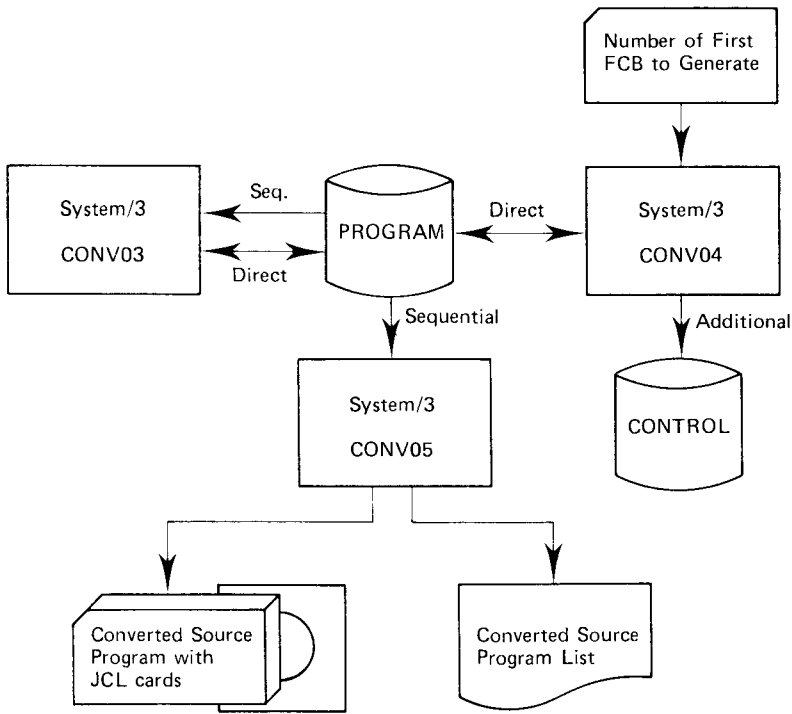 Number of First
FCB to Generate
System/3
CONV03
Seq.
Direct
PROGRAM
Direct
System/3
CONV04
Sequential
Additional
System/3
CONV05
CONTROL
Converted Source
Program with
JCL cards
Converted Source
Program List